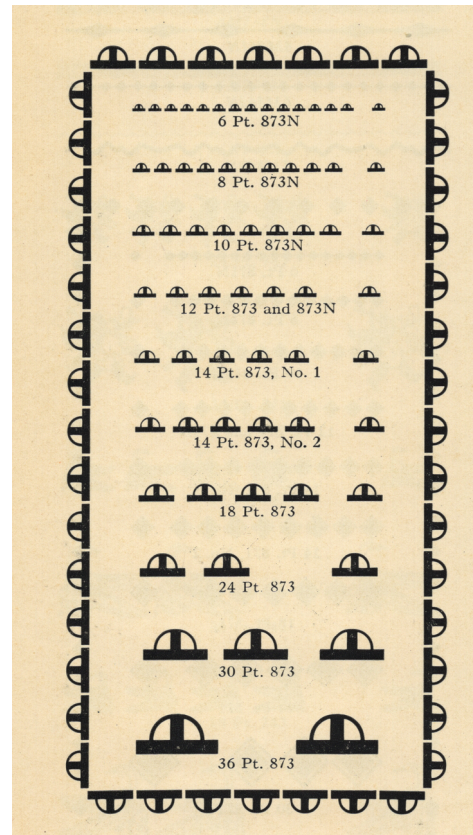 6 Pt. 873N
8 Pt. 873N
10 Pt. 873N
12 Pt. 873 and 873N
14 Pt. 873, No. 1
14 Pt. 873, No. 2
18 Pt. 873
24 Pt. 873
30 Pt. 873
36 Pt. 873